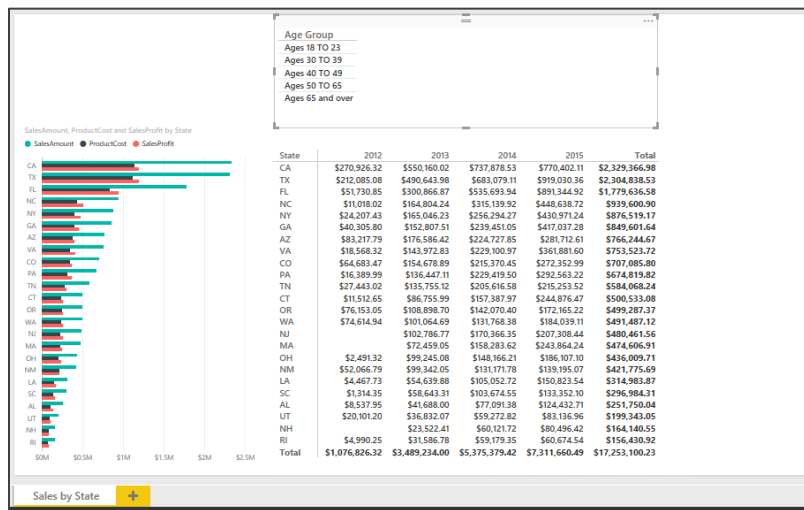 Age Group
Ages 18 TO 23
Ages 30 TO 39
Ages 40 TO 49
Ages 50 TO 65
Ages 65 and over
SalesAmount, ProductCost and SalesProfit by State
SalesAmount ProductCost SalesProfit
CA
TX
FL
NC
NY
GA
AZ
VA
CO
PA
TN
CT
OR
WA
NJ
MA
OH
NM
LA
SC
AL
UT
NH
RI
$0M $0.5M $1M $1.5M $2M $2.5M
State 2012 2013 2014 2015 Total
CA $270,926.32 $550,160.02 $737,878.53 $770,402.11 $2,329,366.98
TX $212,085.08 $490,643.98 $683,079.11 $919,030.36 $2,304,838.53
FL $51,730.85 $300,866.87 $535,693.94 $891,344.92 $1,779,636.58
NC $11,018.02 $164,804.24 $315,139.92 $448,638.72 $939,600.90
NY $24,207.43 $165,046.23 $256,294.27 $430,971.24 $876,519.17
GA $40,305.80 $152,807.51 $239,451.05 $417,037.28 $849,601.64
AZ $83,217.79 $176,586.42 $224,727.85 $281,712.61 $766,244.67
VA $18,568.32 $143,972.83 $229,100.97 $361,881.60 $753,523.72
CO $64,683.47 $154,678.89 $215,370.45 $272,352.99 $707,085.80
PA $16,389.99 $136,447.11 $229,419.50 $292,563.22 $674,819.82
TN $27,443.02 $135,755.12 $205,616.58 $215,253.52 $584,068.24
CT $11,512.65 $86,755.99 $157,387.97 $244,876.47 $500,533.08
OR $76,153.05 $108,898.70 $142,070.40 $172,165.22 $499,287.37
WA $74,614.94 $101,064.69 $131,768.38 $184,039.11 $491,487.12
NJ $102,786.77 $170,366.35 $207,308.44 $480,461.56
MA $72,459.05 $158,283.62 $243,864.24 $474,606.91
OH $2,491.32 $99,245.08 $148,166.21 $186,107.10 $436,009.71
NM $52,066.79 $99,342.05 $131,171.78 $139,195.07 $421,775.69
LA $4,467.73 $54,639.88 $105,052.72 $150,823.54 $314,983.87
SC $1,314.35 $58,643.31 $103,674.55 $133,352.10 $296,984.31
AL $8,537.95 $41,688.00 $77,091.38 $124,432.71 $251,750.04
UT $20,101.20 $36,832.07 $59,272.82 $83,136.96 $199,343.05
NH $23,522.41 $60,121.72 $80,496.42 $164,140.55
RI $4,990.25 $31,586.78 $59,179.35 $60,674.54 $156,430.92
Total $1,076,826.32 $3,489,234.00 $5,375,379.42 $7,311,660.49 $17,253,100.23
Sales by State